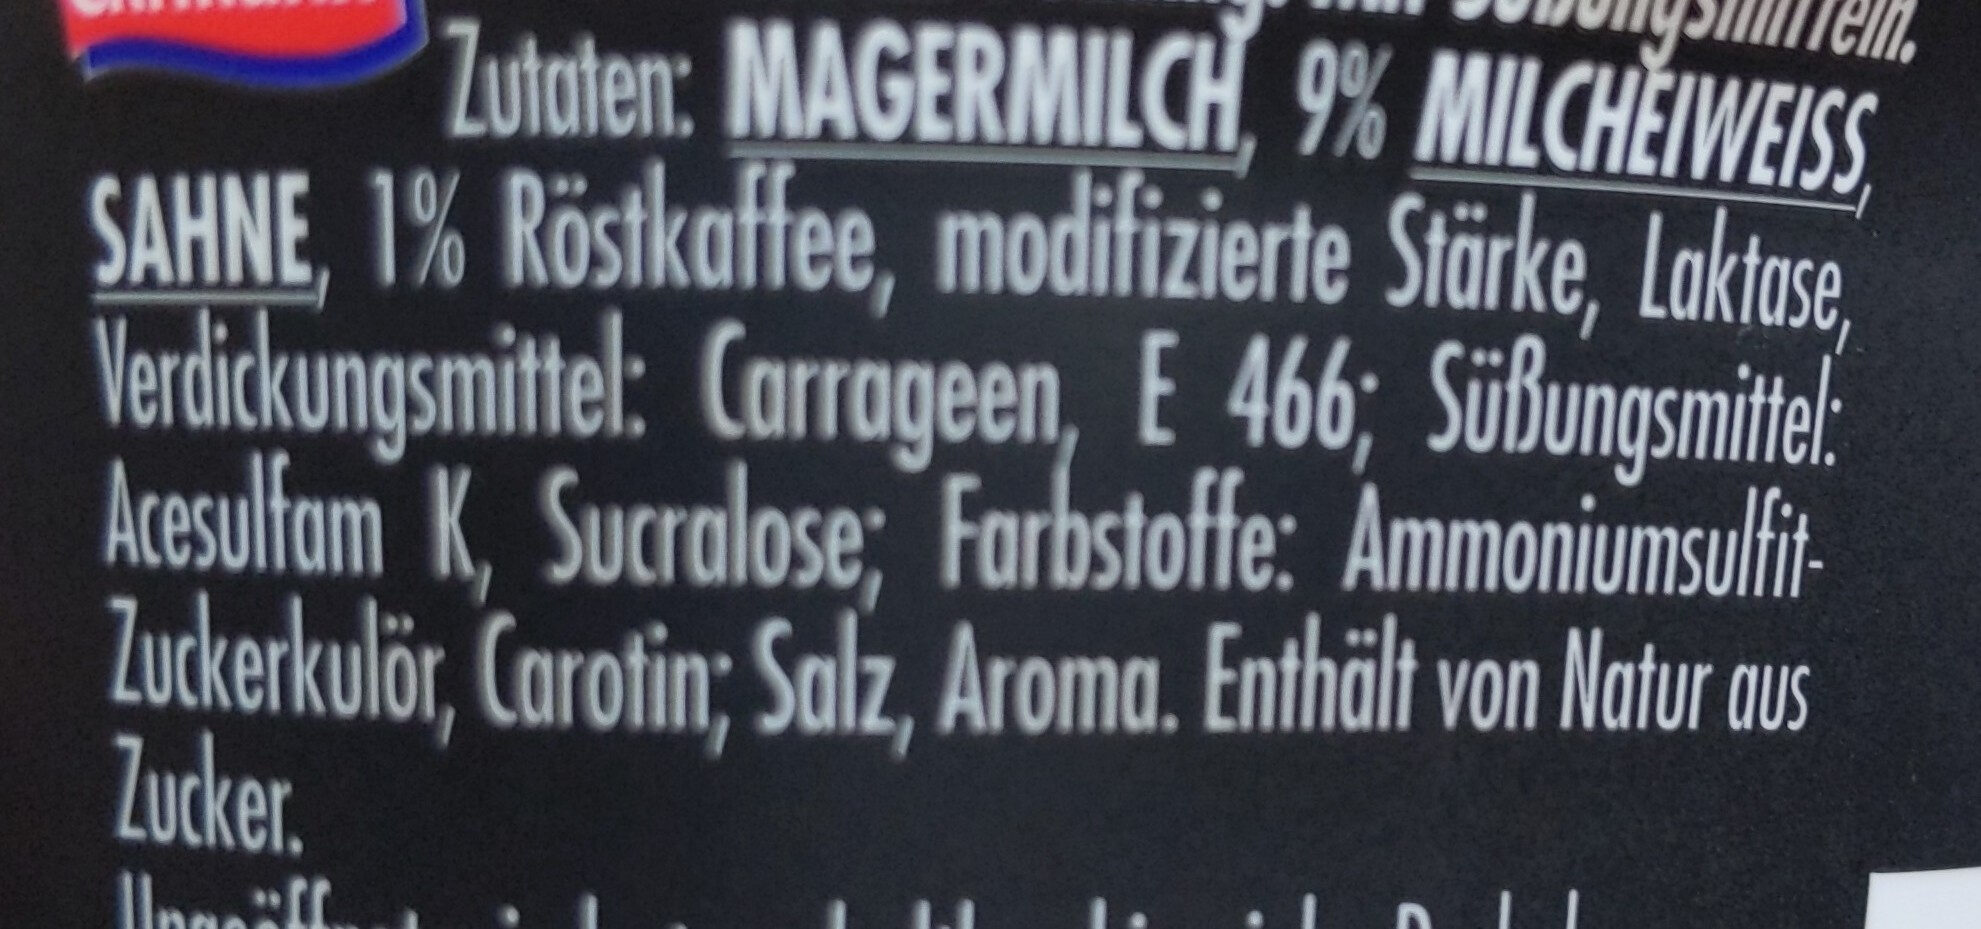 Süßungsmitteln.
Zutaten: MAGERMILCH, 9% MILCHEIWEISS,
SAHNE, 1% Röstkaffee, modifizierte Stärke, Laktase,
Verdickungsmittel: Carrageen, E 466; Süßungsmittel:
Acesulfam K, Sucralose; Farbstoffe: Ammoniumsulfit-
Zuckerkulör, Carotin; Salz, Aroma. Enthält von Natur aus
Zucker.